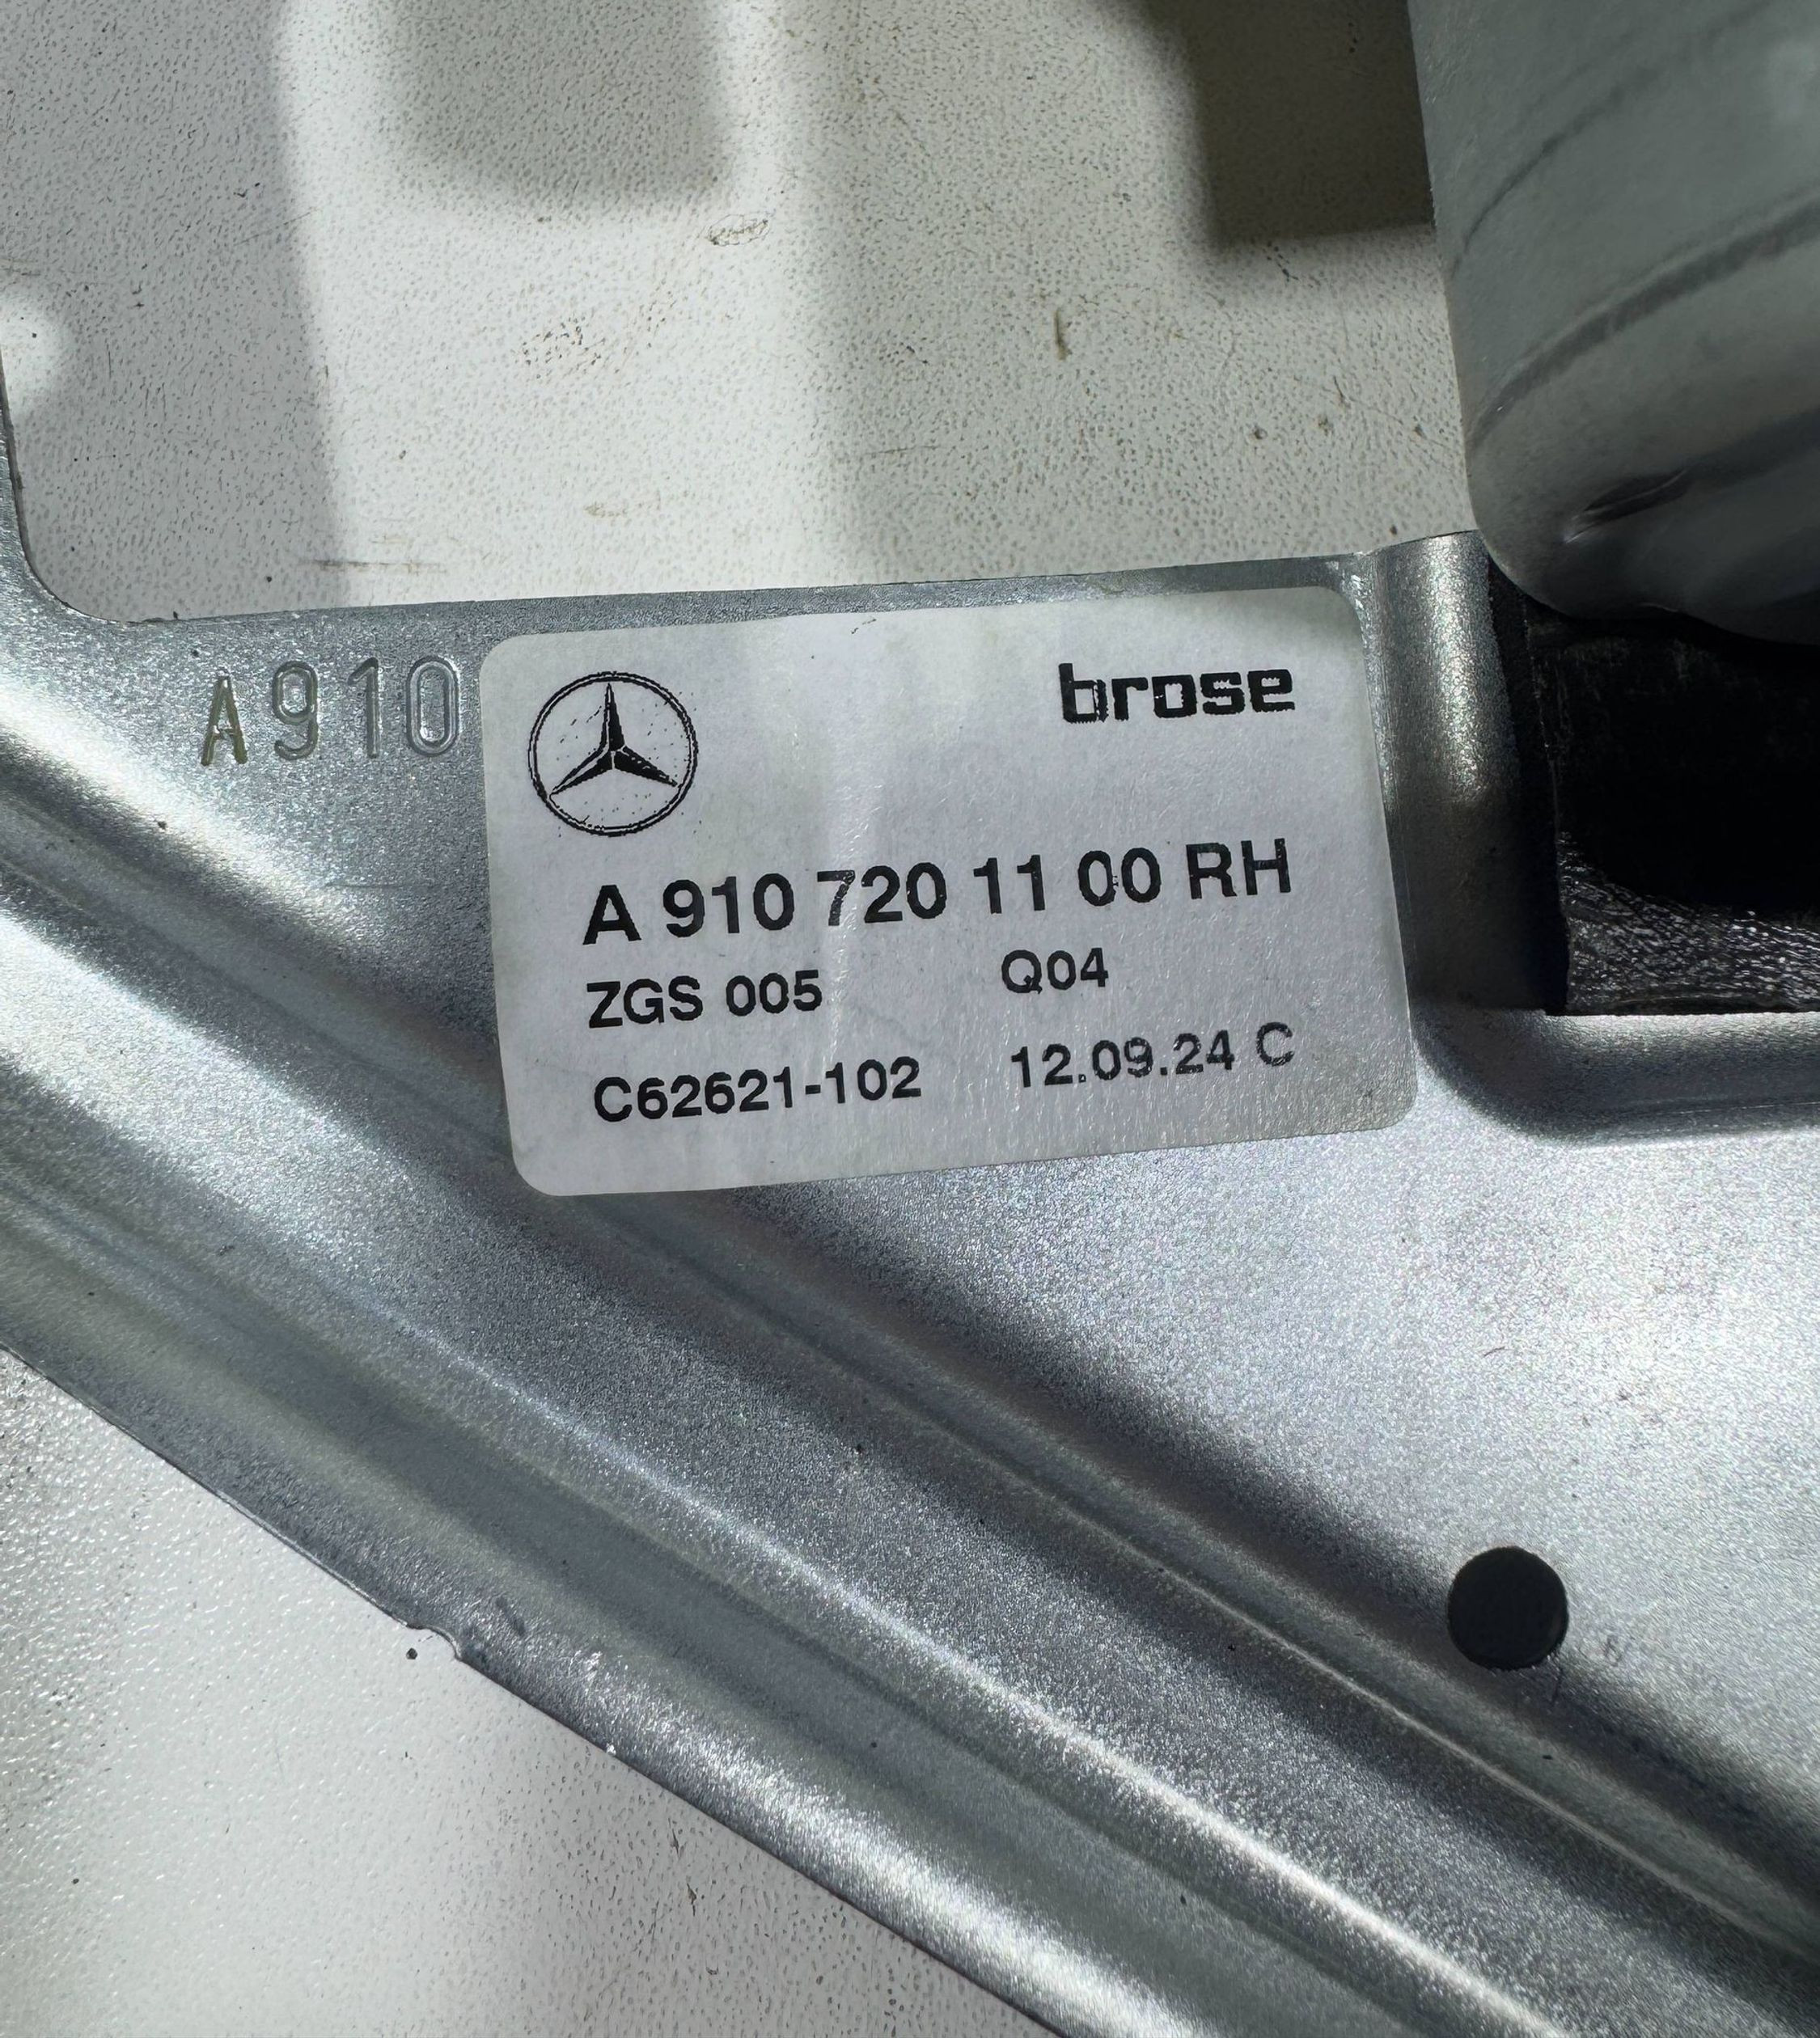 A910
brose
A 910 720 11 00 RH
ZGS 005 Q04
C62621-102 12.09.24 C